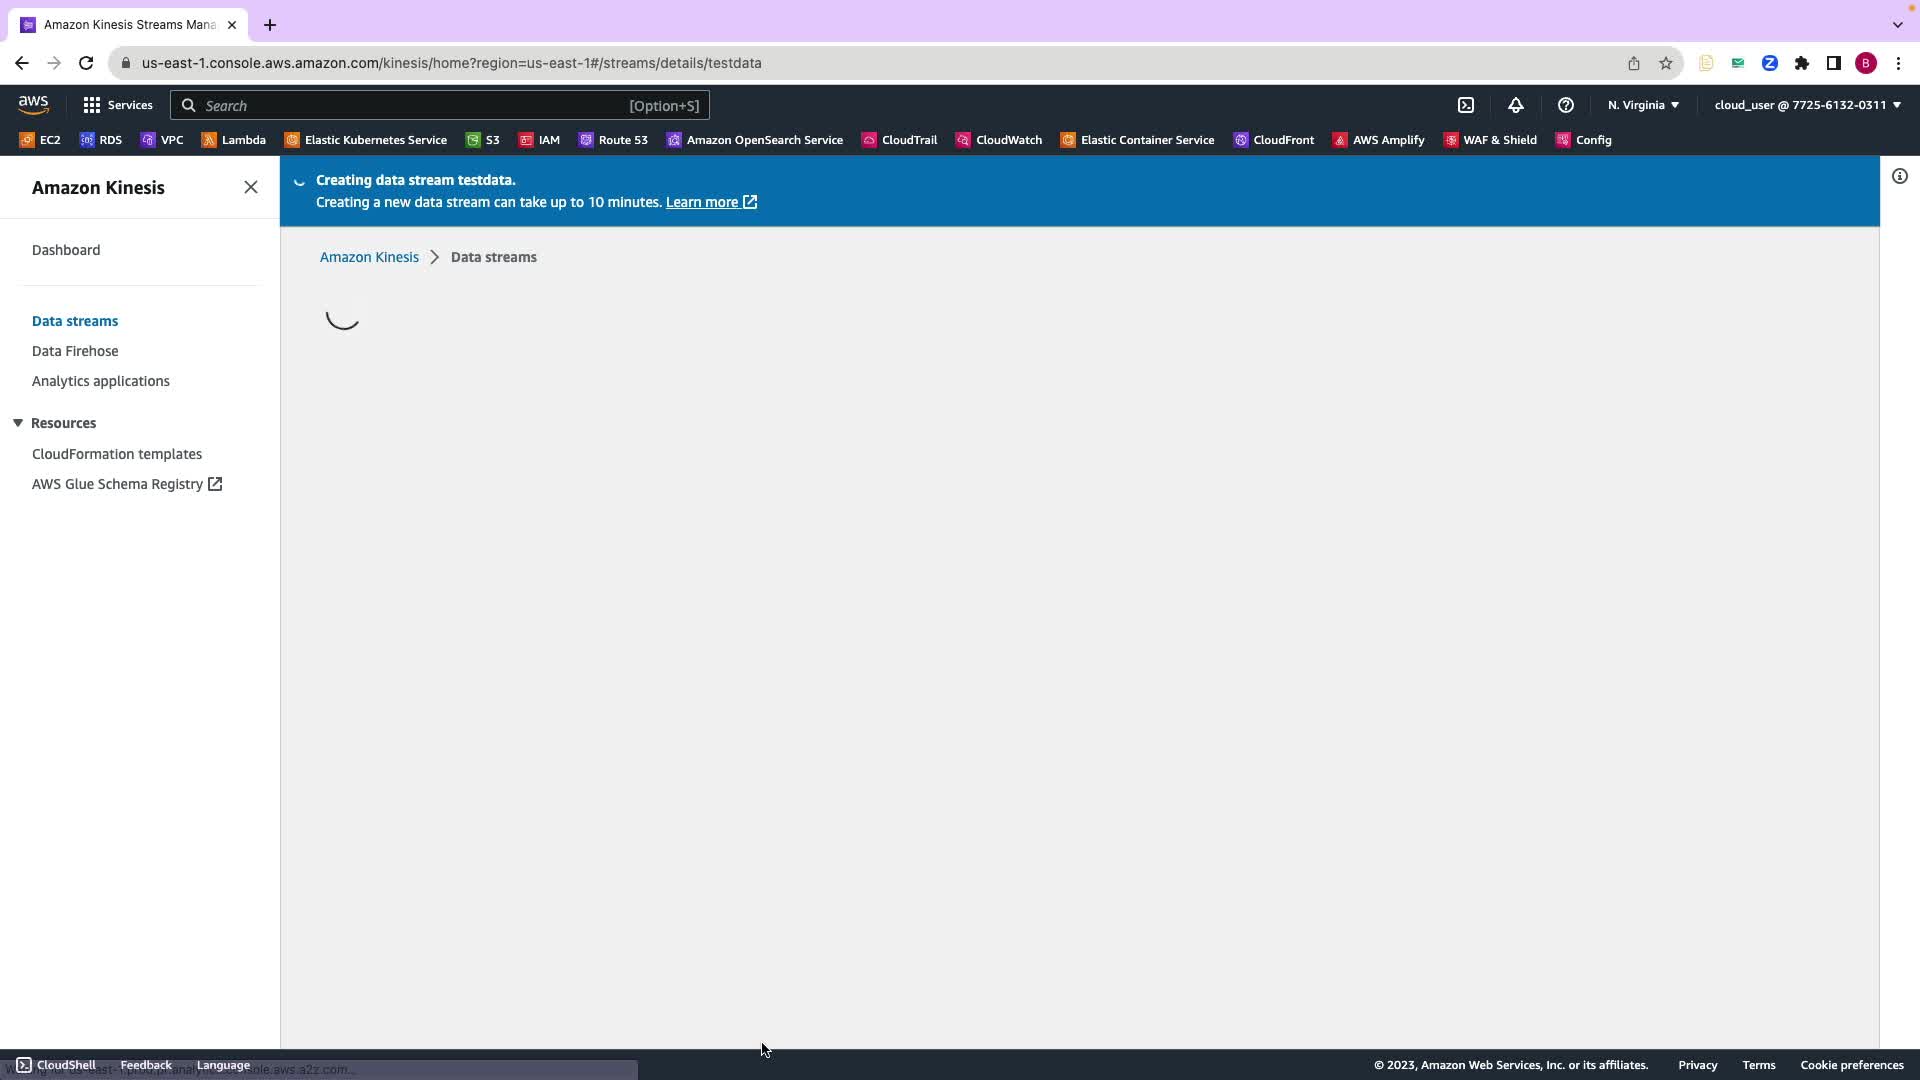 Amazon Kinesis Streams Mana
us-east-1.console.aws.amazon.com/kinesis/home?region=us-east-1#/streams/details/testdata
B
aws
Services
Search
[Option+S]
N. Virginia
cloud_user @ 7725-6132-0311
EC2
RDS
VPC
Lambda
Elastic Kubernetes Service
S3
IAM
Route 53
Amazon OpenSearch Service
CloudTrail
CloudWatch
Elastic Container Service
CloudFront
AWS Amplify
WAF & Shield
Config
Amazon Kinesis
Creating data stream testdata.
Creating a new data stream can take up to 10 minutes. Learn more
Dashboard
Amazon Kinesis
Data streams
Data streams
Data Firehose
Analytics applications
Resources
CloudFormation templates
AWS Glue Schema Registry
CloudShell
Feedback
Language
© 2023, Amazon Web Services, Inc. or its affiliates.
Privacy
Terms
Cookie preferences